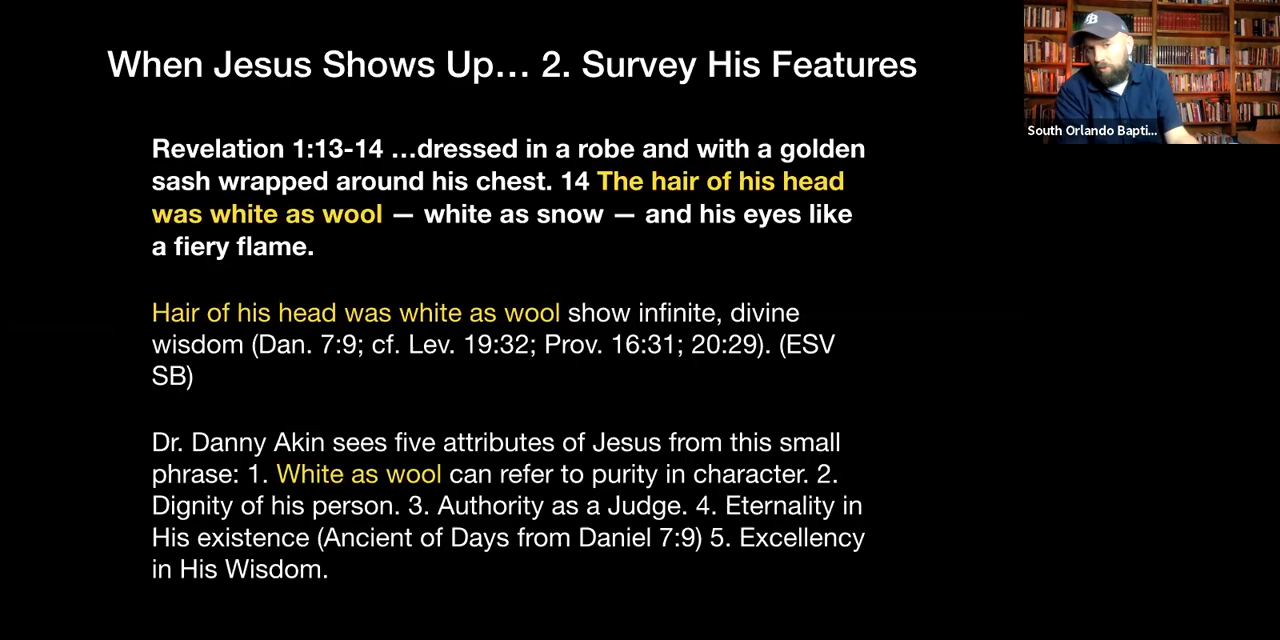 When Jesus Shows Up… 2. Survey His Features
Revelation 1:13-14 …dressed in a robe and with a golden
sash wrapped around his chest. 14 The hair of his head
was white as wool — white as snow — and his eyes like
a fiery flame.
Hair of his head was white as wool show infinite, divine
wisdom (Dan. 7:9; cf. Lev. 19:32; Prov. 16:31; 20:29). (ESV
SB)
Dr. Danny Akin sees five attributes of Jesus from this small
phrase: 1. White as wool can refer to purity in character. 2.
Dignity of his person. 3. Authority as a Judge. 4. Eternality in
His existence (Ancient of Days from Daniel 7:9) 5. Excellency
in His Wisdom.
South Orlando Bapti...